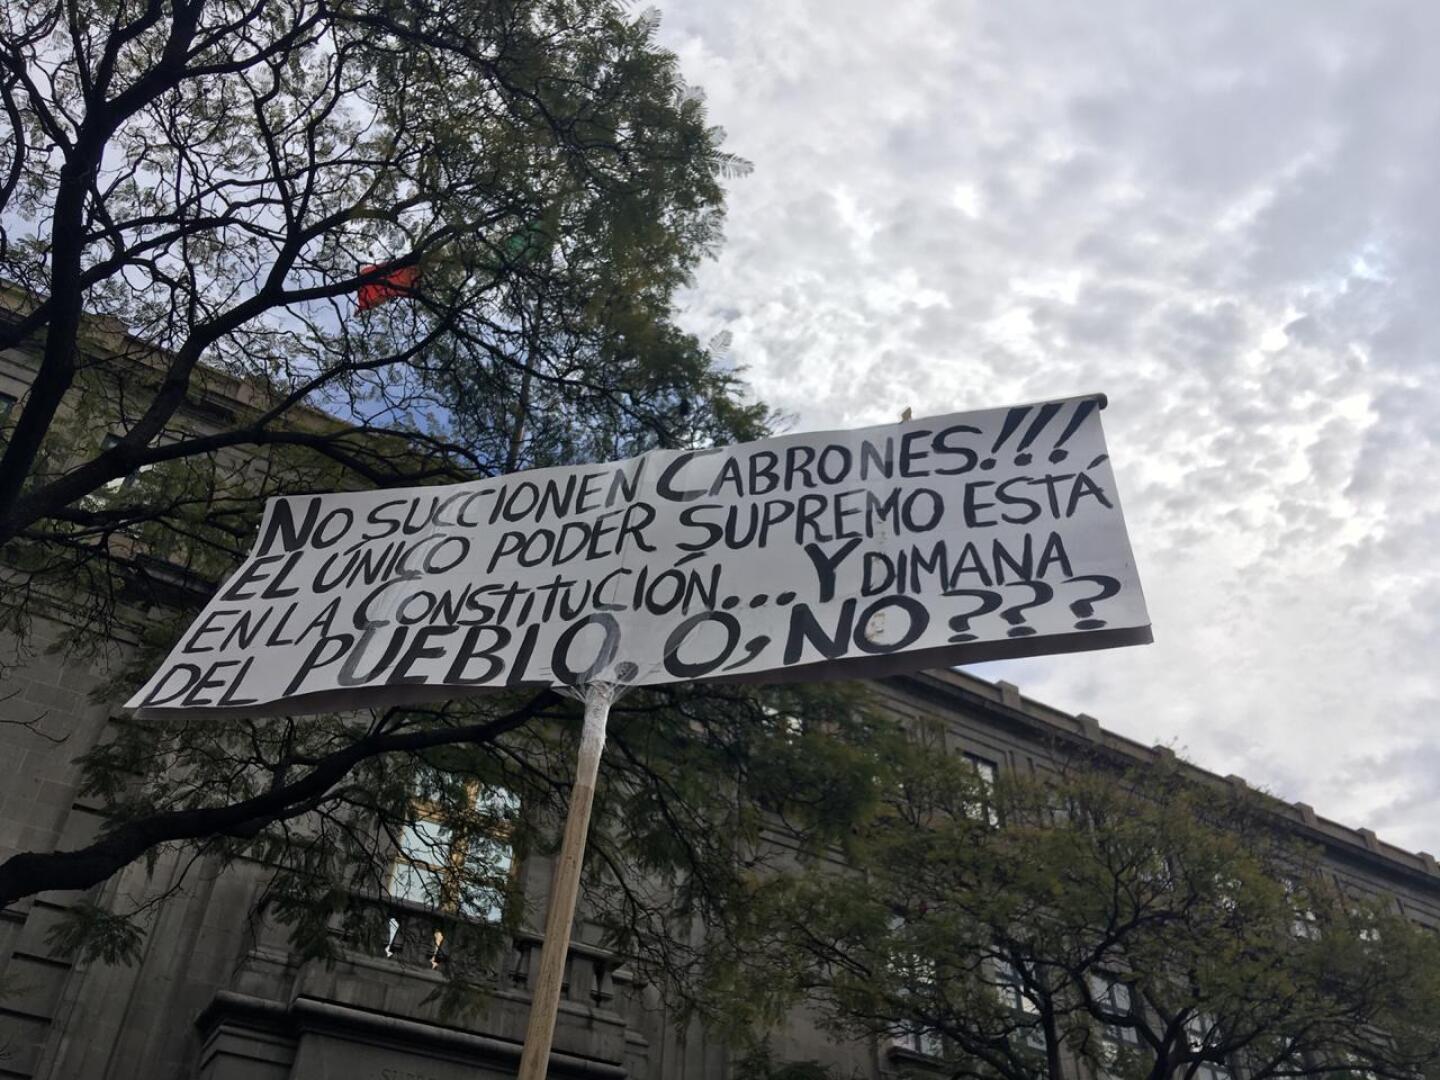 NO SUCCIONEN CABRONES!!!
EL ÚNICO PODER SUPREMO ESTÁ
EN LA CONSTITUCIÓN... Y DIMANA
DEL PUEBLO. O, NO???